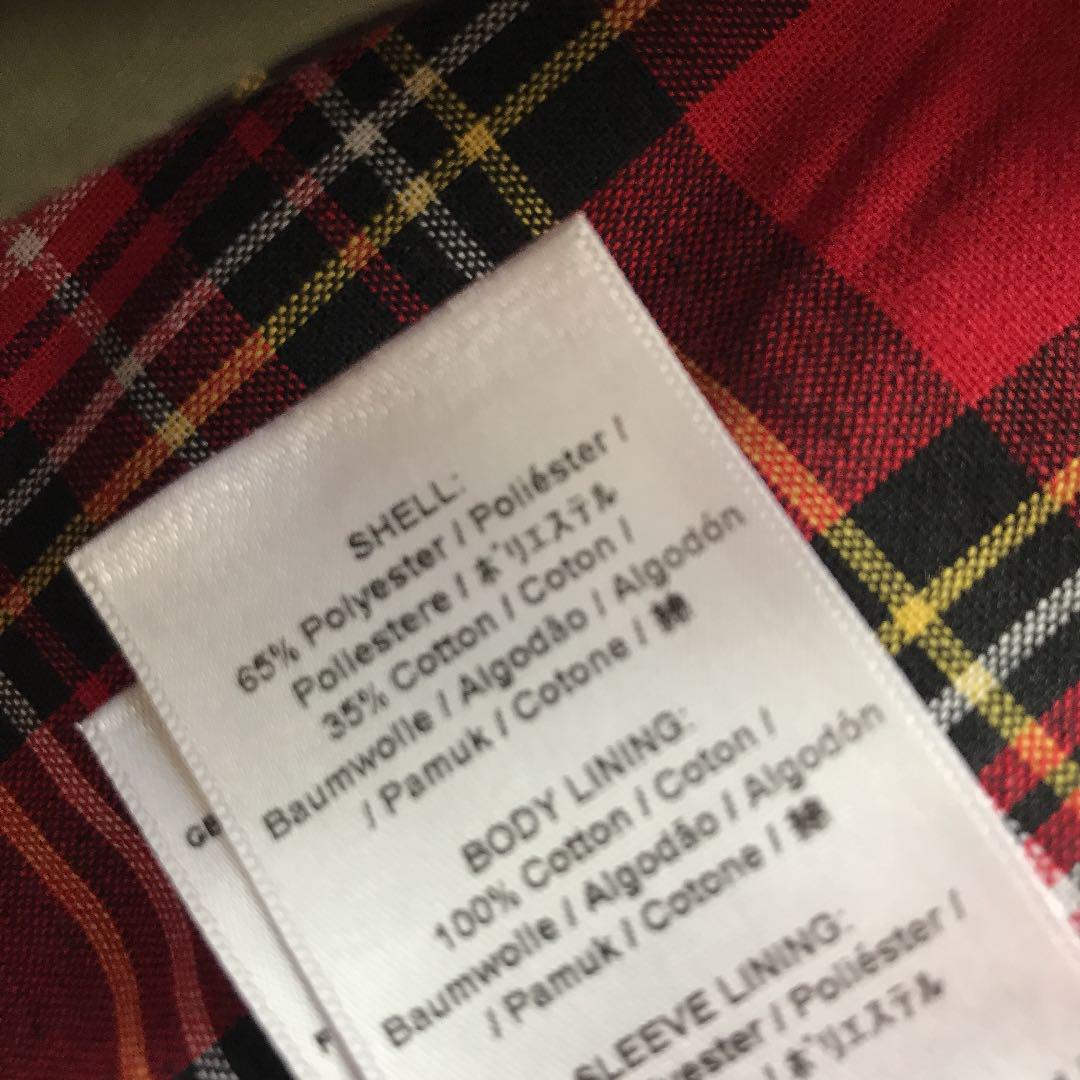 SHELL:
65% Polyester / Poliéster /
Poliestere / ポリエステル
35% Cotton / Coton /
Baumwolle / Algodão / Algodón
/ Pamuk / Cotone / 綿
BODY LINING:
100% Cotton / Coton /
Baumwolle / Algodão / Algodón
/ Pamuk / Cotone / 綿
SLEEVE LINING:
yester / Poliéster /
ポリエステル
GE